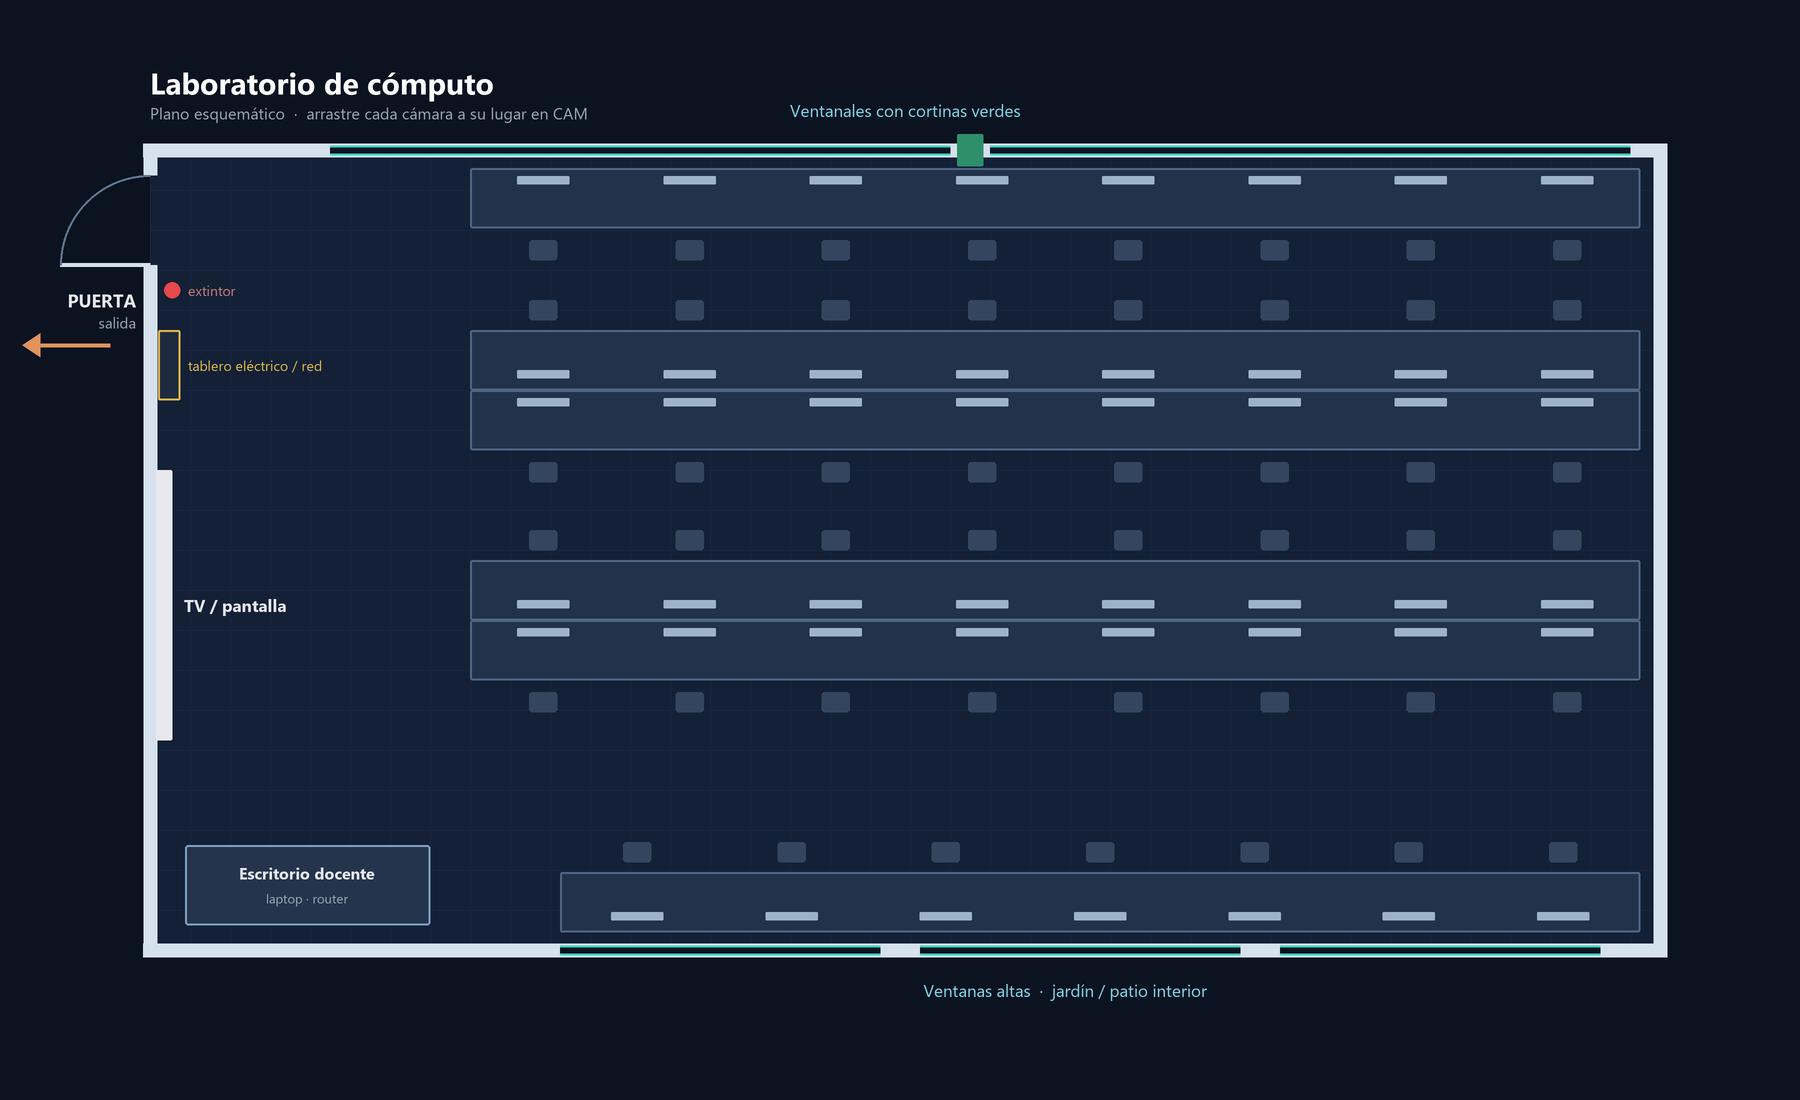 Laboratorio de cómputo
Plano esquemático · arrastre cada cámara a su lugar en CAM
Ventanales con cortinas verdes
PUERTA
salida
extintor
tablero eléctrico / red
TV / pantalla
Escritorio docente
laptop · router
Ventanas altas · jardín / patio interior